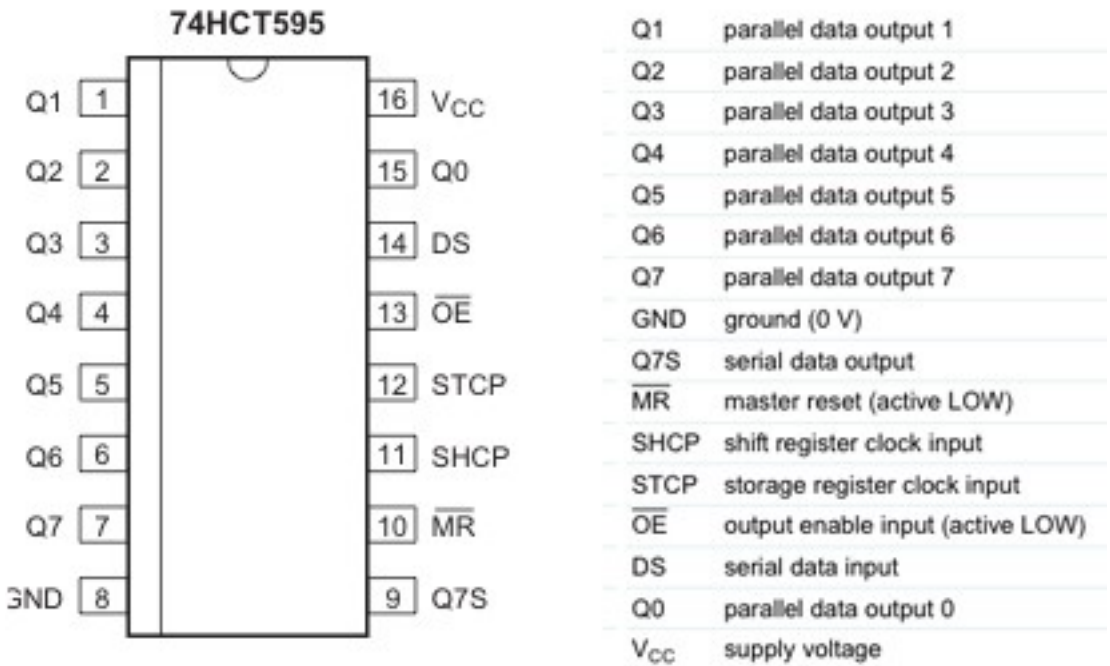 74HCT595
Q1 1 16 VCC
Q2 2 15 Q0
Q3 3 14 DS
Q4 4 13 O̅E̅
Q5 5 12 STCP
Q6 6 11 SHCP
Q7 7 10 M̅R̅
GND 8 9 Q7S
Q1 parallel data output 1
Q2 parallel data output 2
Q3 parallel data output 3
Q4 parallel data output 4
Q5 parallel data output 5
Q6 parallel data output 6
Q7 parallel data output 7
GND ground (0 V)
Q7S serial data output
M̅R̅ master reset (active LOW)
SHCP shift register clock input
STCP storage register clock input
O̅E̅ output enable input (active LOW)
DS serial data input
Q0 parallel data output 0
VCC supply voltage